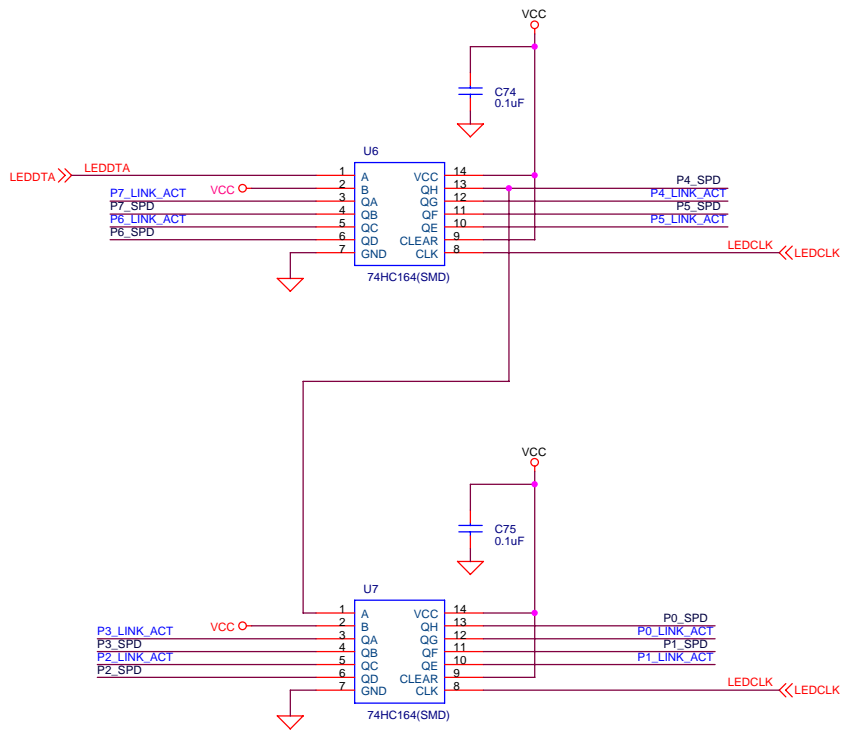 VCC
C74
0.1uF
U6
LEDDTA
LEDDTA
1 A VCC 14
VCC 2 B QH 13 P4_SPD
P7_LINK_ACT 3 QA QG 12 P4_LINK_ACT
P7_SPD 4 QB QF 11 P5_SPD
P6_LINK_ACT 5 QC QE 10 P5_LINK_ACT
P6_SPD 6 QD CLEAR 9
7 GND CLK 8 LEDCLK LEDCLK
74HC164(SMD)
VCC
C75
0.1uF
U7
1 A VCC 14
VCC 2 B QH 13 P0_SPD
P3_LINK_ACT 3 QA QG 12 P0_LINK_ACT
P3_SPD 4 QB QF 11 P1_SPD
P2_LINK_ACT 5 QC QE 10 P1_LINK_ACT
P2_SPD 6 QD CLEAR 9
7 GND CLK 8 LEDCLK LEDCLK
74HC164(SMD)